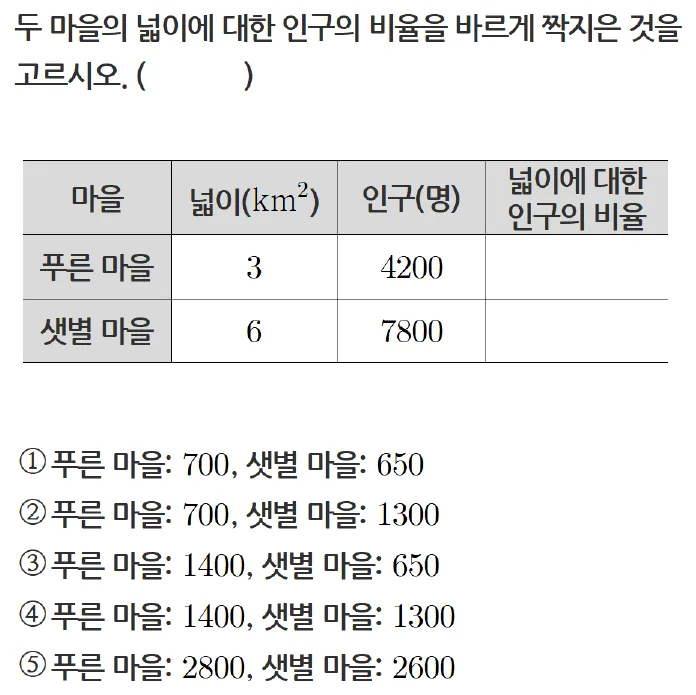 두 마을의 넓이에 대한 인구의 비율을 바르게 짝지은 것을
고르시오. (          )
마을 넓이(km²) 인구(명) 넓이에 대한 인구의 비율
푸른 마을 3 4200
샛별 마을 6 7800
① 푸른 마을: 700, 샛별 마을: 650
② 푸른 마을: 700, 샛별 마을: 1300
③ 푸른 마을: 1400, 샛별 마을: 650
④ 푸른 마을: 1400, 샛별 마을: 1300
⑤ 푸른 마을: 2800, 샛별 마을: 2600